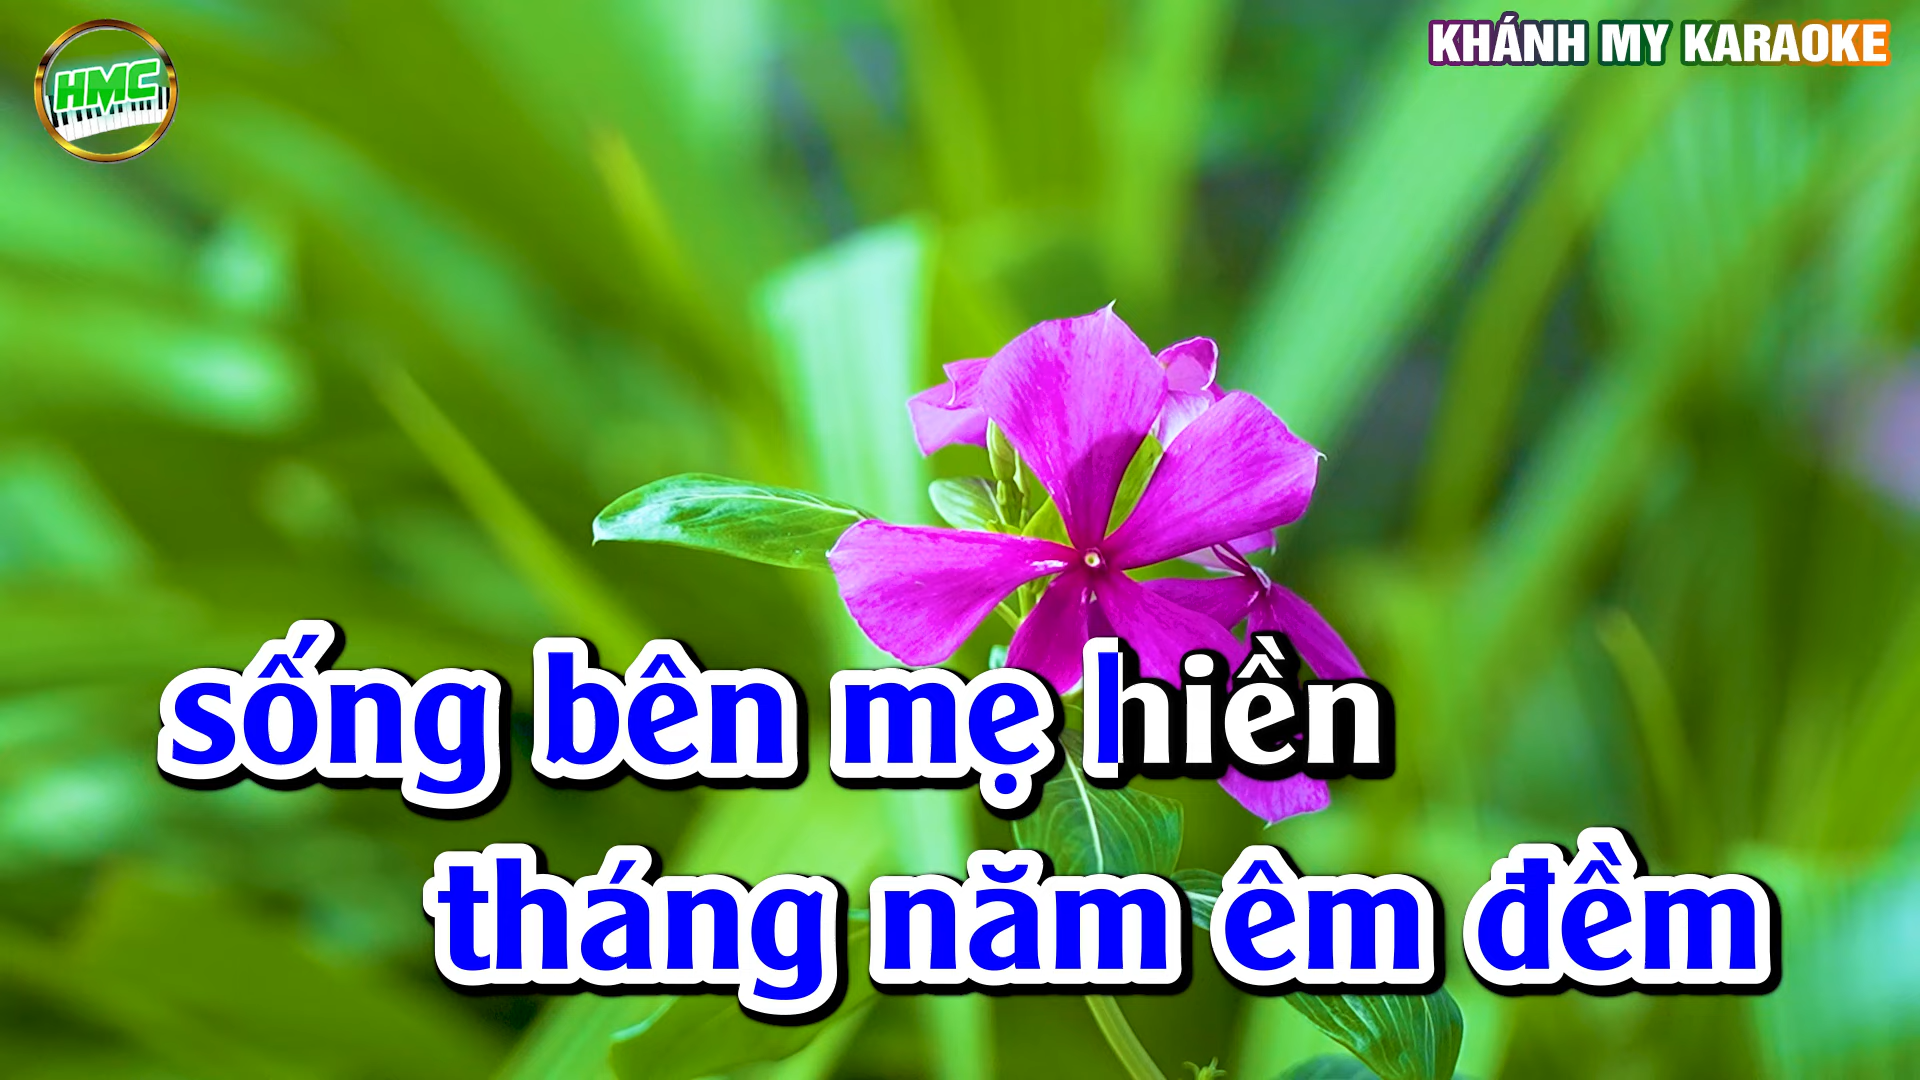 HMC
KHÁNH MY KARAOKE
sống bên mẹ hiền
tháng năm êm đềm